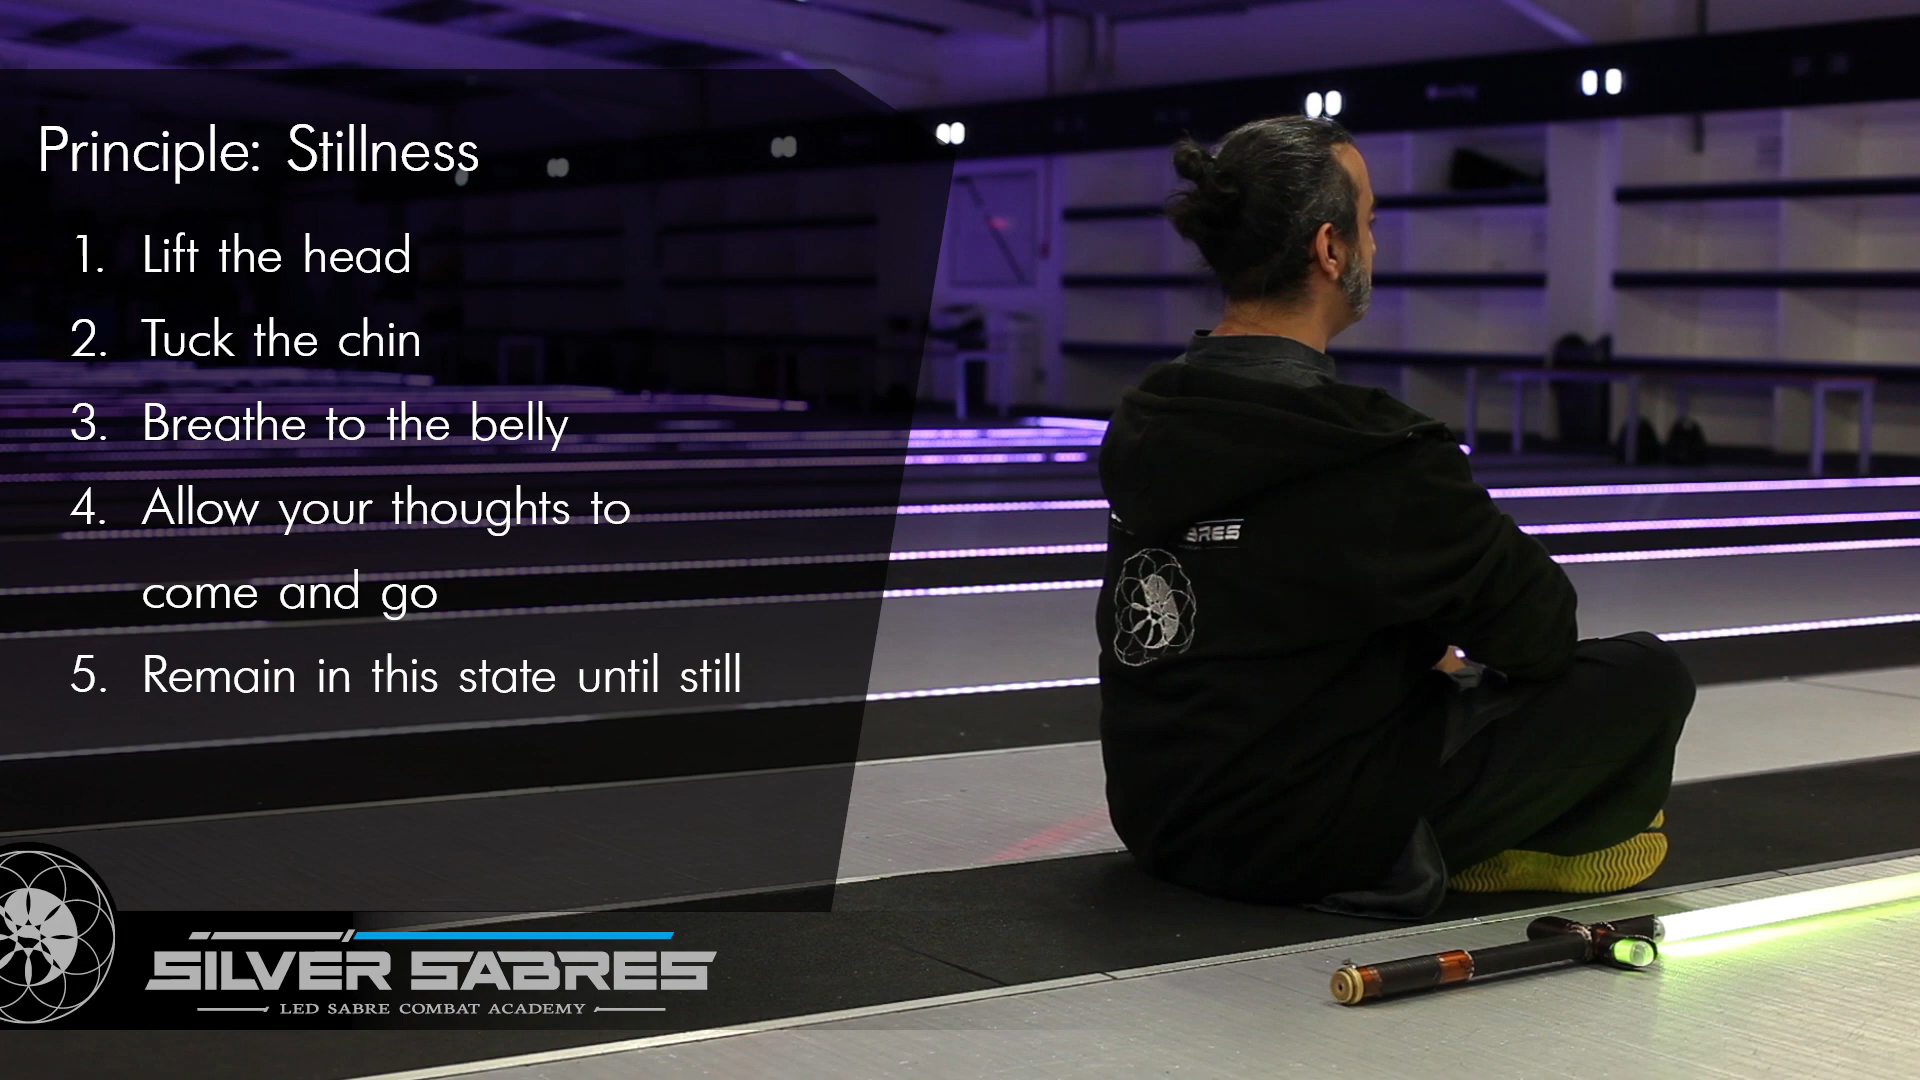 Principle: Stillness
1. Lift the head
2. Tuck the chin
3. Breathe to the belly
4. Allow your thoughts to
come and go
5. Remain in this state until still
SILVER SABRES
LED SABRE COMBAT ACADEMY